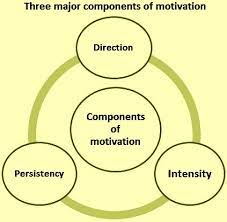 Three major components of motivation
Direction
Components
of
motivation
Persistency
Intensity